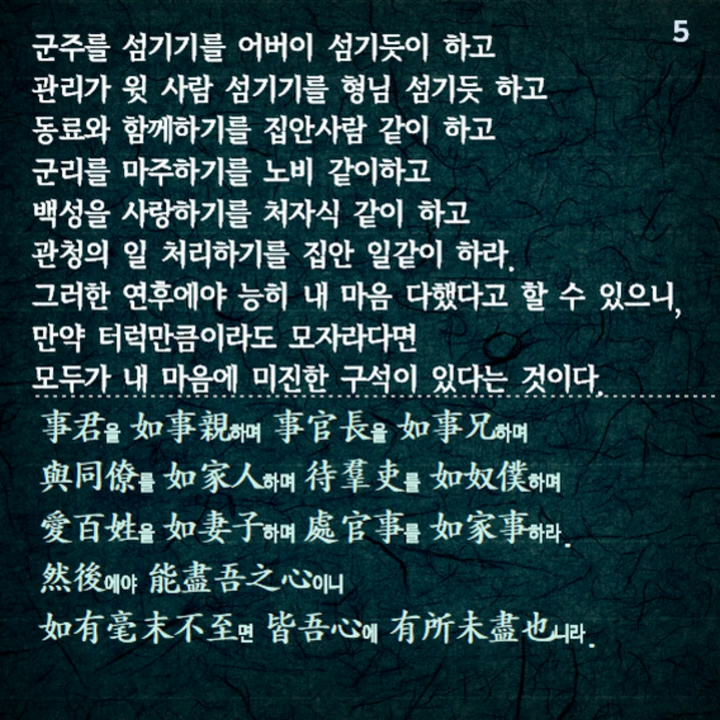 5
군주를 섬기기를 어버이 섬기듯이 하고
관리가 윗 사람 섬기기를 형님 섬기듯 하고
동료와 함께하기를 집안사람 같이 하고
군리를 마주하기를 노비 같이하고
백성을 사랑하기를 처자식 같이 하고
관청의 일 처리하기를 집안 일같이 하라.
그러한 연후에야 능히 내 마음 다했다고 할 수 있으니,
만약 터럭만큼이라도 모자라다면
모두가 내 마음에 미진한 구석이 있다는 것이다.
事君을 如事親하며 事官長을 如事兄하며
與同僚를 如家人하며 待羣吏를 如奴僕하며
愛百姓을 如妻子하며 處官事를 如家事하라.
然後에야 能盡吾之心이니
如有毫末不至면 皆吾心에 有所未盡也니라.